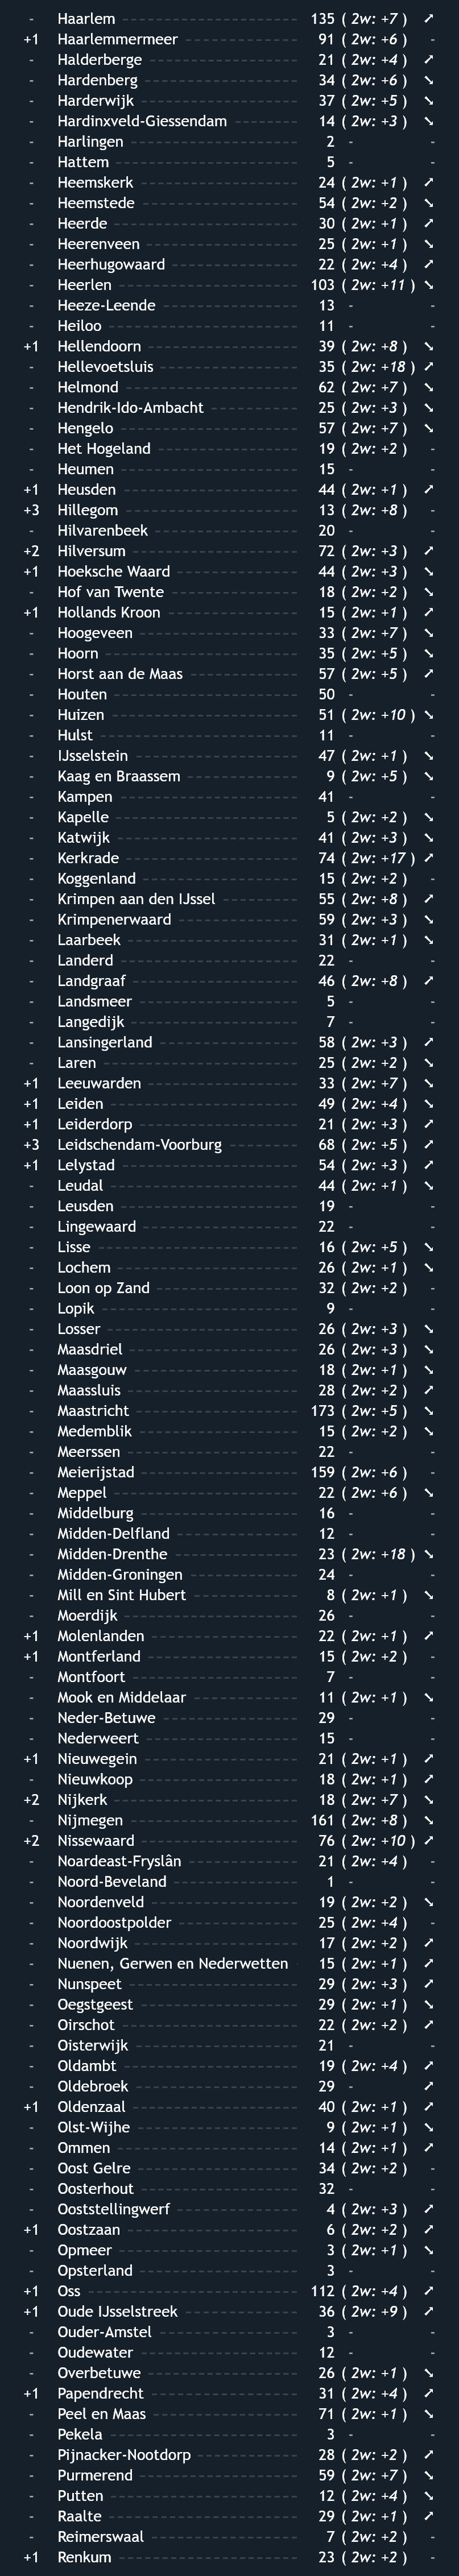 - Haarlem 135 ( 2w: +7 ) ➚
+1 Haarlemmermeer 91 ( 2w: +6 ) -
- Halderberge 21 ( 2w: +4 ) ➚
- Hardenberg 34 ( 2w: +6 ) ➘
- Harderwijk 37 ( 2w: +5 ) ➘
- Hardinxveld-Giessendam 14 ( 2w: +3 ) ➘
- Harlingen 2 - -
- Hattem 5 - -
- Heemskerk 24 ( 2w: +1 ) ➚
- Heemstede 54 ( 2w: +2 ) ➘
- Heerde 30 ( 2w: +1 ) ➚
- Heerenveen 25 ( 2w: +1 ) ➘
- Heerhugowaard 22 ( 2w: +4 ) ➚
- Heerlen 103 ( 2w: +11 ) ➘
- Heeze-Leende 13 - -
- Heiloo 11 - -
+1 Hellendoorn 39 ( 2w: +8 ) ➘
- Hellevoetsluis 35 ( 2w: +18 ) ➚
- Helmond 62 ( 2w: +7 ) ➘
- Hendrik-Ido-Ambacht 25 ( 2w: +3 ) ➘
- Hengelo 57 ( 2w: +7 ) ➘
- Het Hogeland 19 ( 2w: +2 ) -
- Heumen 15 - -
+1 Heusden 44 ( 2w: +1 ) ➚
+3 Hillegom 13 ( 2w: +8 ) -
- Hilvarenbeek 20 - -
+2 Hilversum 72 ( 2w: +3 ) ➚
+1 Hoeksche Waard 44 ( 2w: +3 ) ➘
- Hof van Twente 18 ( 2w: +2 ) ➘
+1 Hollands Kroon 15 ( 2w: +1 ) ➚
- Hoogeveen 33 ( 2w: +7 ) ➘
- Hoorn 35 ( 2w: +5 ) ➘
- Horst aan de Maas 57 ( 2w: +5 ) ➚
- Houten 50 - -
- Huizen 51 ( 2w: +10 ) ➘
- Hulst 11 - -
- IJsselstein 47 ( 2w: +1 ) ➘
- Kaag en Braassem 9 ( 2w: +5 ) ➘
- Kampen 41 - -
- Kapelle 5 ( 2w: +2 ) ➘
- Katwijk 41 ( 2w: +3 ) ➘
- Kerkrade 74 ( 2w: +17 ) ➚
- Koggenland 15 ( 2w: +2 ) -
- Krimpen aan den IJssel 55 ( 2w: +8 ) ➚
- Krimpenerwaard 59 ( 2w: +3 ) ➘
- Laarbeek 31 ( 2w: +1 ) ➘
- Landerd 22 - -
- Landgraaf 46 ( 2w: +8 ) ➚
- Landsmeer 5 - -
- Langedijk 7 - -
- Lansingerland 58 ( 2w: +3 ) ➚
- Laren 25 ( 2w: +2 ) ➘
+1 Leeuwarden 33 ( 2w: +7 ) ➘
+1 Leiden 49 ( 2w: +4 ) ➘
+1 Leiderdorp 21 ( 2w: +3 ) ➚
+3 Leidschendam-Voorburg 68 ( 2w: +5 ) ➚
+1 Lelystad 54 ( 2w: +3 ) ➚
- Leudal 44 ( 2w: +1 ) ➘
- Leusden 19 - -
- Lingewaard 22 - -
- Lisse 16 ( 2w: +5 ) ➘
- Lochem 26 ( 2w: +1 ) ➘
- Loon op Zand 32 ( 2w: +2 ) -
- Lopik 9 - -
- Losser 26 ( 2w: +3 ) ➘
- Maasdriel 26 ( 2w: +3 ) ➘
- Maasgouw 18 ( 2w: +1 ) ➘
- Maassluis 28 ( 2w: +2 ) ➚
- Maastricht 173 ( 2w: +5 ) ➘
- Medemblik 15 ( 2w: +2 ) ➘
- Meerssen 22 - -
- Meierijstad 159 ( 2w: +6 ) -
- Meppel 22 ( 2w: +6 ) ➘
- Middelburg 16 - -
- Midden-Delfland 12 - -
- Midden-Drenthe 23 ( 2w: +18 ) ➘
- Midden-Groningen 24 - -
- Mill en Sint Hubert 8 ( 2w: +1 ) ➘
- Moerdijk 26 - -
+1 Molenlanden 22 ( 2w: +1 ) ➚
+1 Montferland 15 ( 2w: +2 ) -
- Montfoort 7 - -
- Mook en Middelaar 11 ( 2w: +1 ) ➘
- Neder-Betuwe 29 - -
- Nederweert 15 - -
+1 Nieuwegein 21 ( 2w: +1 ) ➚
- Nieuwkoop 18 ( 2w: +1 ) ➚
+2 Nijkerk 18 ( 2w: +7 ) ➘
- Nijmegen 161 ( 2w: +8 ) ➘
+2 Nissewaard 76 ( 2w: +10 ) ➚
- Noardeast-Fryslân 21 ( 2w: +4 ) -
- Noord-Beveland 1 - -
- Noordenveld 19 ( 2w: +2 ) ➘
- Noordoostpolder 25 ( 2w: +4 ) -
- Noordwijk 17 ( 2w: +2 ) ➚
- Nuenen, Gerwen en Nederwetten 15 ( 2w: +1 ) ➚
- Nunspeet 29 ( 2w: +3 ) ➚
- Oegstgeest 29 ( 2w: +1 ) ➘
- Oirschot 22 ( 2w: +2 ) ➚
- Oisterwijk 21 - -
- Oldambt 19 ( 2w: +4 ) ➚
- Oldebroek 29 - ➚
+1 Oldenzaal 40 ( 2w: +1 ) ➚
- Olst-Wijhe 9 ( 2w: +1 ) ➘
- Ommen 14 ( 2w: +1 ) ➚
- Oost Gelre 34 ( 2w: +2 ) -
- Oosterhout 32 - -
- Ooststellingwerf 4 ( 2w: +3 ) ➚
+1 Oostzaan 6 ( 2w: +2 ) ➚
- Opmeer 3 ( 2w: +1 ) ➘
- Opsterland 3 - -
+1 Oss 112 ( 2w: +4 ) ➚
+1 Oude IJsselstreek 36 ( 2w: +9 ) ➚
- Ouder-Amstel 3 - -
- Oudewater 12 - -
- Overbetuwe 26 ( 2w: +1 ) ➘
+1 Papendrecht 31 ( 2w: +4 ) ➚
- Peel en Maas 71 ( 2w: +1 ) ➘
- Pekela 3 - -
- Pijnacker-Nootdorp 28 ( 2w: +2 ) ➚
- Purmerend 59 ( 2w: +7 ) ➘
- Putten 12 ( 2w: +4 ) ➘
- Raalte 29 ( 2w: +1 ) ➚
- Reimerswaal 7 ( 2w: +2 ) -
+1 Renkum 23 ( 2w: +2 ) -